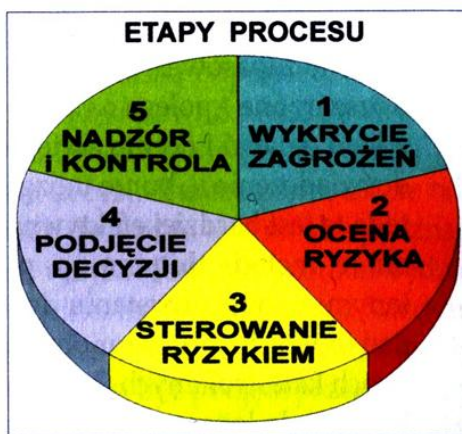 ETAPY PROCESU
1
WYKRYCIE
ZAGROŻEŃ
2
OCENA
RYZYKA
3
STEROWANIE
RYZYKIEM
4
PODJĘCIE
DECYZJI
5
NADZÓR
i KONTROLA